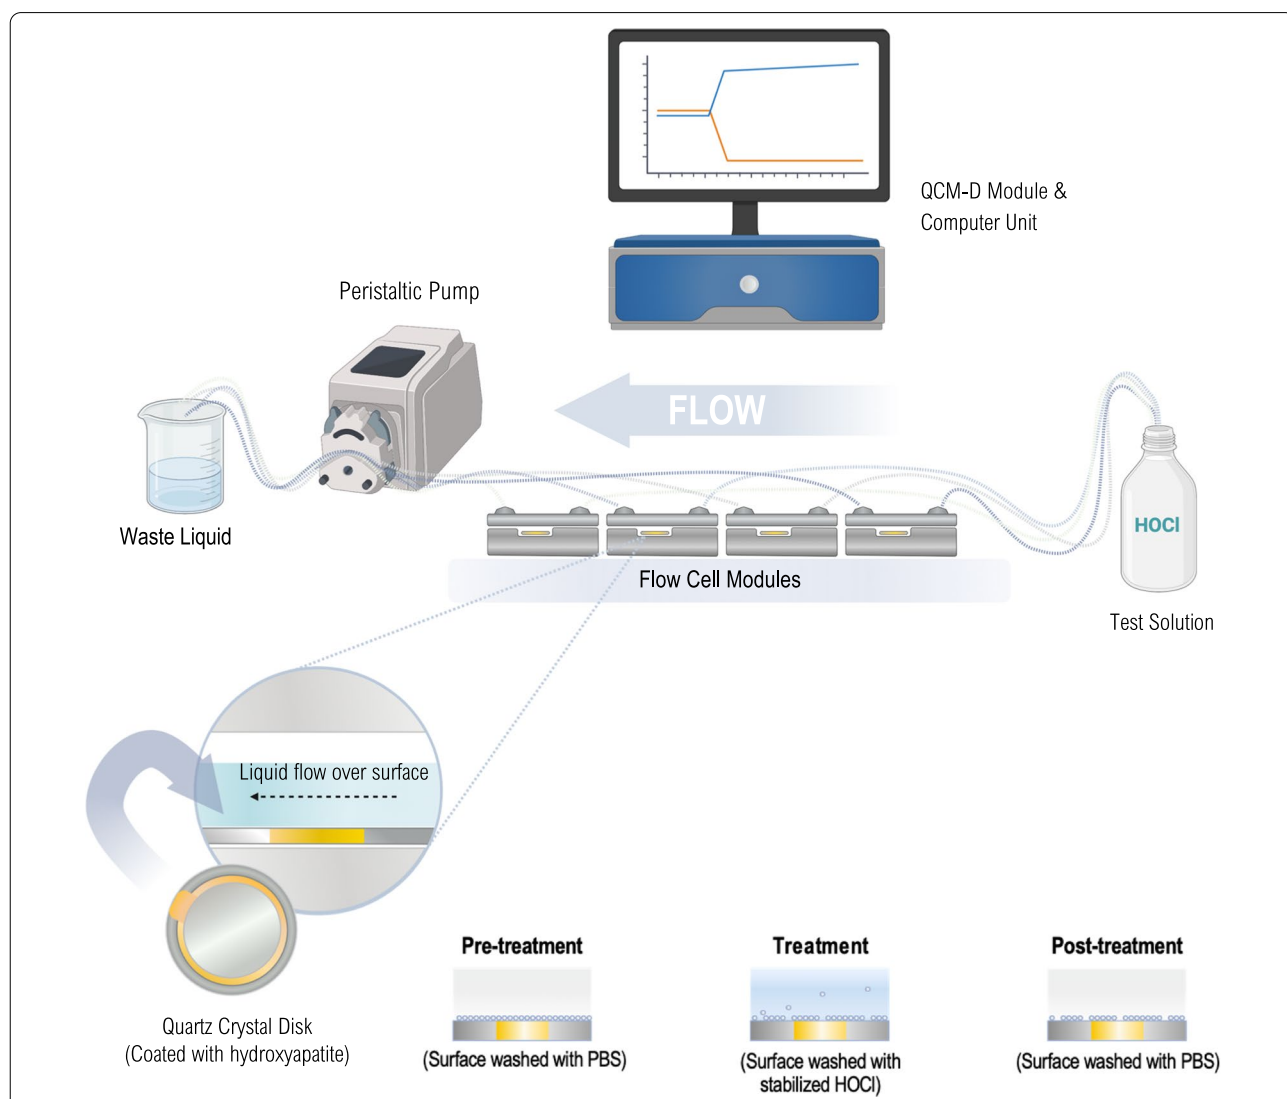 QCM-D Module &
Computer Unit
Peristaltic Pump
FLOW
HOCl
Waste Liquid
Flow Cell Modules
Test Solution
Liquid flow over surface
Quartz Crystal Disk
(Coated with hydroxyapatite)
Pre-treatment
(Surface washed with PBS)
Treatment
(Surface washed with
stabilized HOCl)
Post-treatment
(Surface washed with PBS)